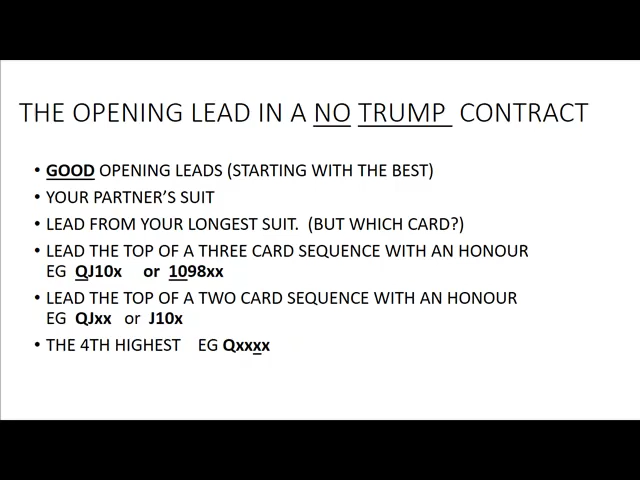 THE OPENING LEAD IN A NO TRUMP CONTRACT
• GOOD OPENING LEADS (STARTING WITH THE BEST)
• YOUR PARTNER'S SUIT
• LEAD FROM YOUR LONGEST SUIT. (BUT WHICH CARD?)
• LEAD THE TOP OF A THREE CARD SEQUENCE WITH AN HONOUR
EG QJ10x or 1098xx
• LEAD THE TOP OF A TWO CARD SEQUENCE WITH AN HONOUR
EG QJxx or J10x
• THE 4TH HIGHEST EG Qxxxx